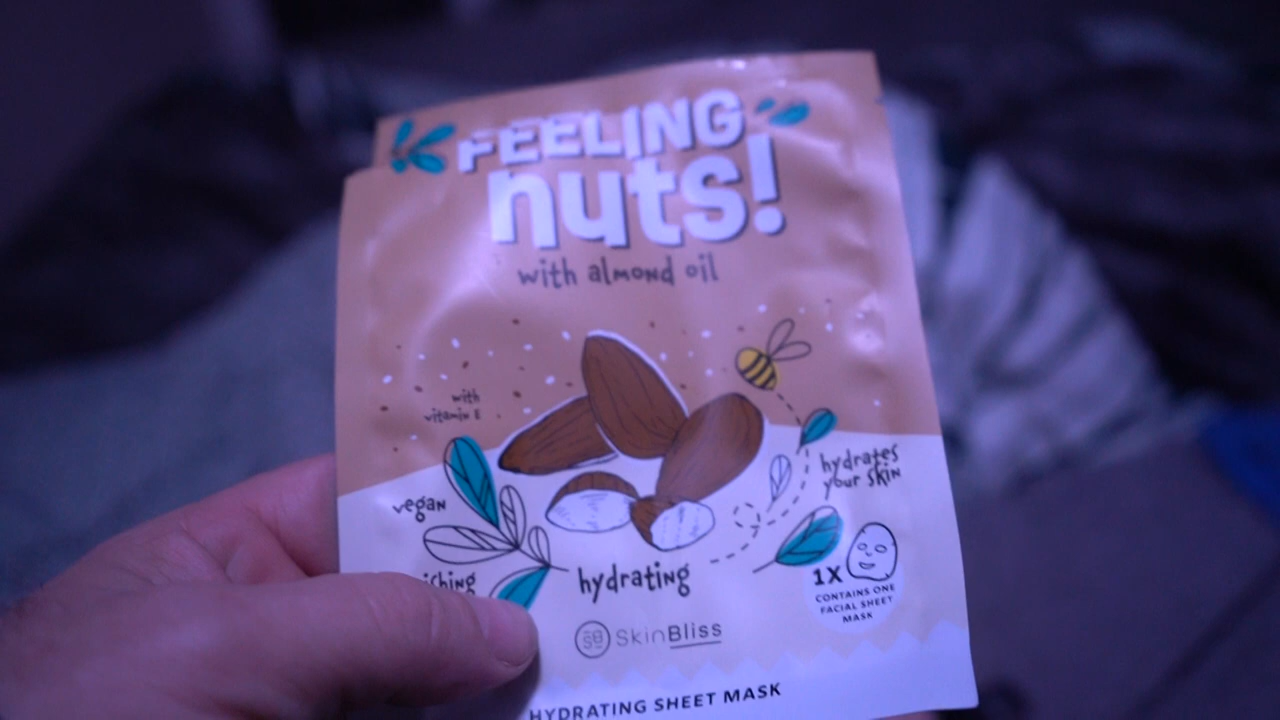 FEELING
nuts!
with almond oil
with
vitamin E
vegan
hydrates
your skin
hydrating
1X
CONTAINS ONE
FACIAL SHEET
MASK
SkinBliss
HYDRATING SHEET MASK